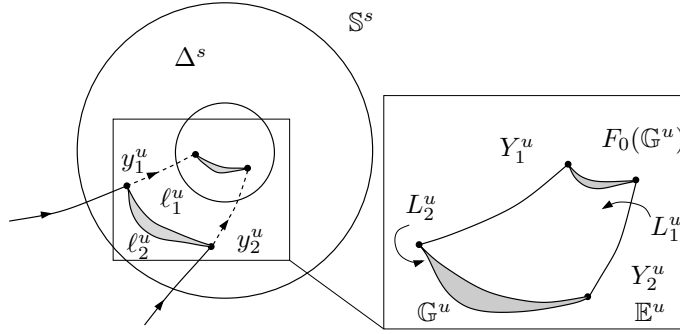 𝕊^s
Δ^s
y_1^u
ℓ_1^u
ℓ_2^u
y_2^u
Y_1^u
F_0(𝔾^u)
L_2^u
L_1^u
Y_2^u
𝔾^u
𝔼^u